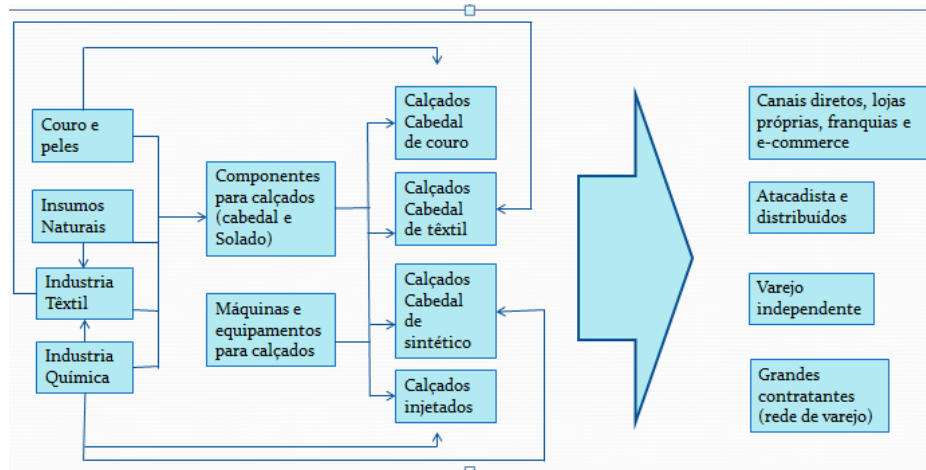 Couro e
peles
Insumos
Naturais
Industria
Têxtil
Industria
Química
Componentes
para calçados
(cabedal e
Solado)
Máquinas e
equipamentos
para calçados
Calçados
Cabedal
de couro
Calçados
Cabedal
de têxtil
Calçados
Cabedal
de
sintético
Calçados
injetados
Canais diretos, lojas
próprias, franquias e
e-commerce
Atacadista e
distribuídos
Varejo
independente
Grandes
contratantes
(rede de varejo)